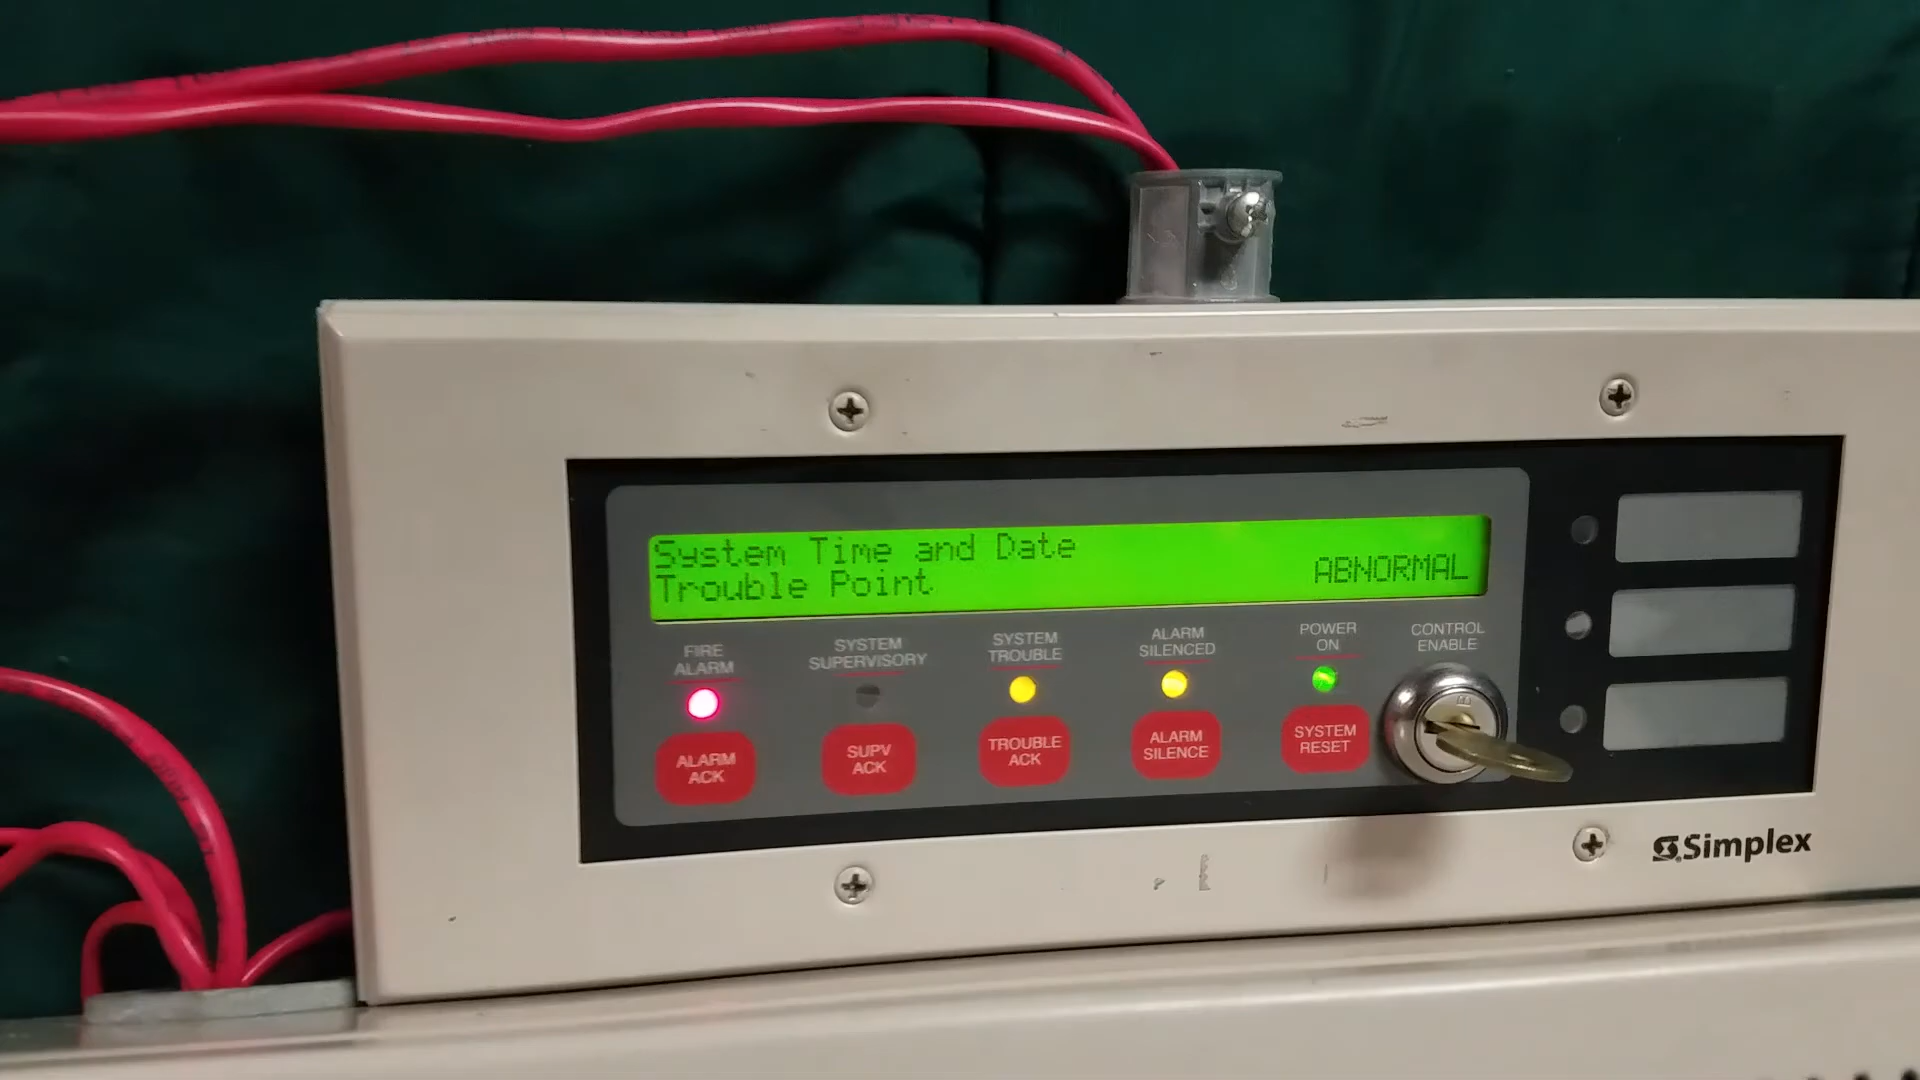 System Time and Date
Trouble Point ABNORMAL
FIRE
ALARM
SYSTEM
SUPERVISORY
SYSTEM
TROUBLE
ALARM
SILENCED
POWER
ON
CONTROL
ENABLE
ALARM
ACK
SUPV
ACK
TROUBLE
ACK
ALARM
SILENCE
SYSTEM
RESET
Simplex